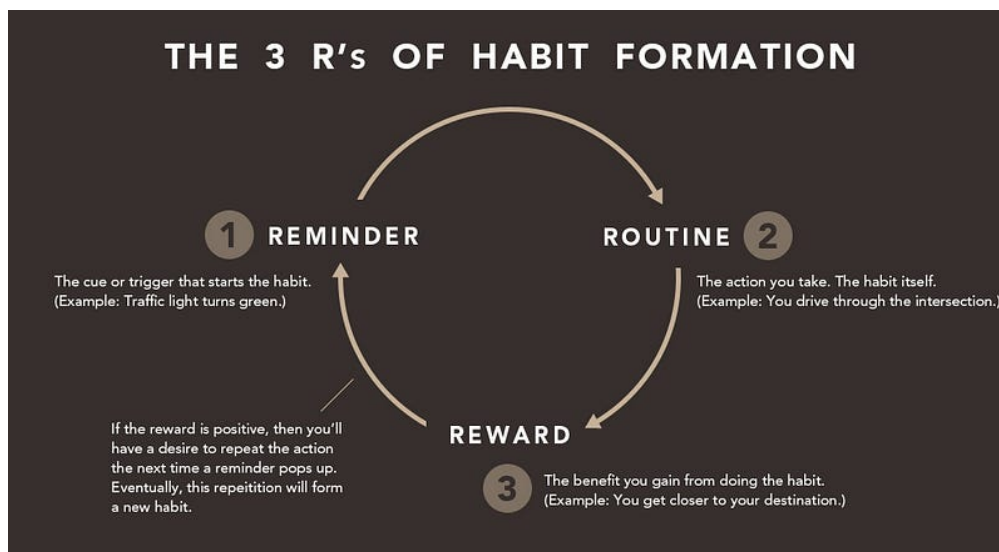 THE 3 R's OF HABIT FORMATION
1 REMINDER
The cue or trigger that starts the habit.
(Example: Traffic light turns green.)
ROUTINE 2
The action you take. The habit itself.
(Example: You drive through the intersection.)
REWARD
3
The benefit you gain from doing the habit.
(Example: You get closer to your destination.)
If the reward is positive, then you'll
have a desire to repeat the action
the next time a reminder pops up.
Eventually, this repeitition will form
a new habit.